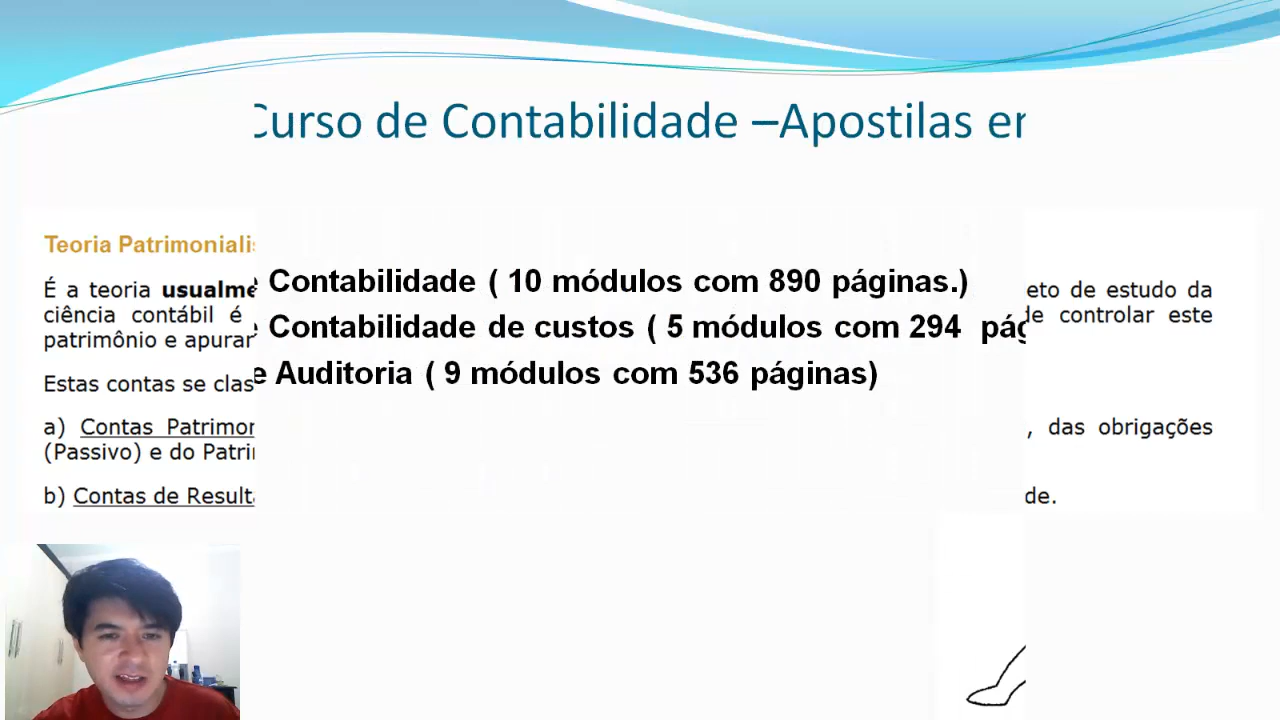 Curso de Contabilidade –Apostilas em
Teoria Patrimonialis
É a teoria usualme
ciência contábil é
patrimônio e apurar
Estas contas se clas
a) Contas Patrimon
(Passivo) e do Patri
b) Contas de Resulta
e Contabilidade ( 10 módulos com 890 páginas.)
e Contabilidade de custos ( 5 módulos com 294 pág
e Auditoria ( 9 módulos com 536 páginas)
eto de estudo da
de controlar este
, das obrigações
de.